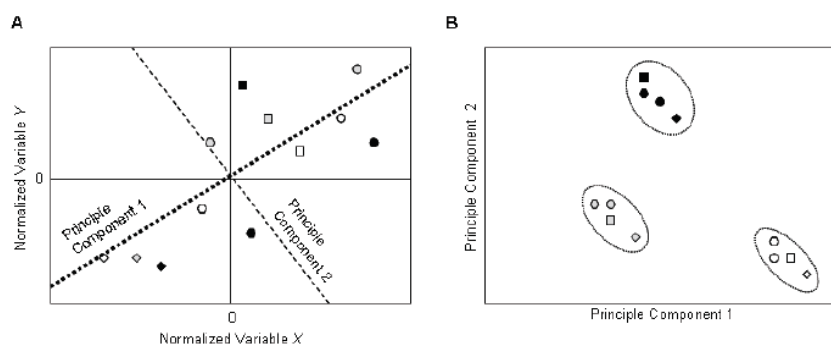 A
B
Normalized Variable Y
0
Principle
Component 1
Principle
Component 2
0
Normalized Variable X
Principle Component 2
Principle Component 1